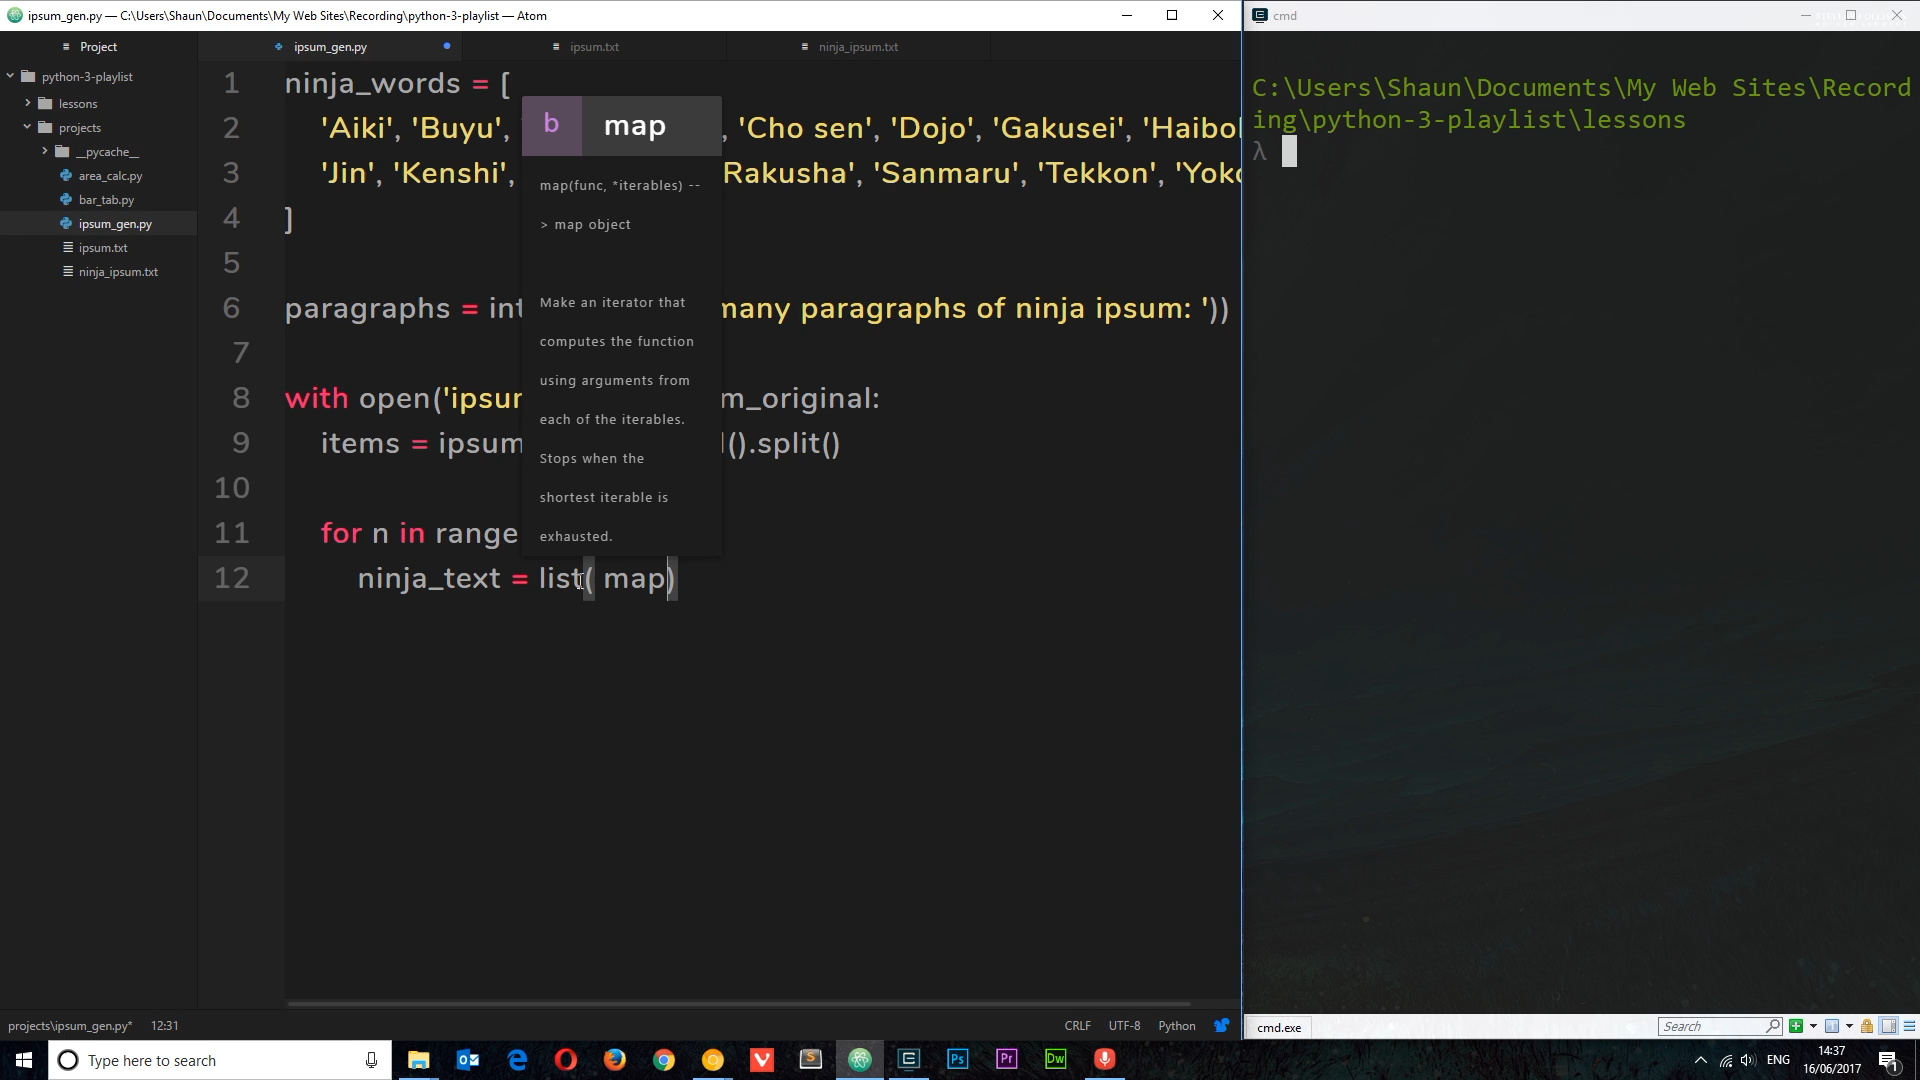 ipsum_gen.py — C:\Users\Shaun\Documents\My Web Sites\Recording\python-3-playlist — Atom
cmd
Project
ipsum_gen.py
ipsum.txt
ninja_ipsum.txt
python-3-playlist
lessons
projects
__pycache__
area_calc.py
bar_tab.py
ipsum_gen.py
ipsum.txt
ninja_ipsum.txt
1 ninja_words = [
2 'Aiki', 'Buyu', ', 'Cho sen', 'Dojo', 'Gakusei', 'Haibo
3 'Jin', 'Kenshi', Rakusha', 'Sanmaru', 'Tekkon', 'Yoko
4 ]
5
6 paragraphs = int many paragraphs of ninja ipsum: '))
7
8 with open('ipsum m_original:
9 items = ipsum ().split()
10
11 for n in range
12 ninja_text = list( map)
b map
map(func, *iterables) --
> map object
Make an iterator that
computes the function
using arguments from
each of the iterables.
Stops when the
shortest iterable is
exhausted.
C:\Users\Shaun\Documents\My Web Sites\Record
ing\python-3-playlist\lessons
λ
projects\ipsum_gen.py* 12:31
CRLF UTF-8 Python
cmd.exe
Search
Type here to search
ENG
14:37
16/06/2017
1